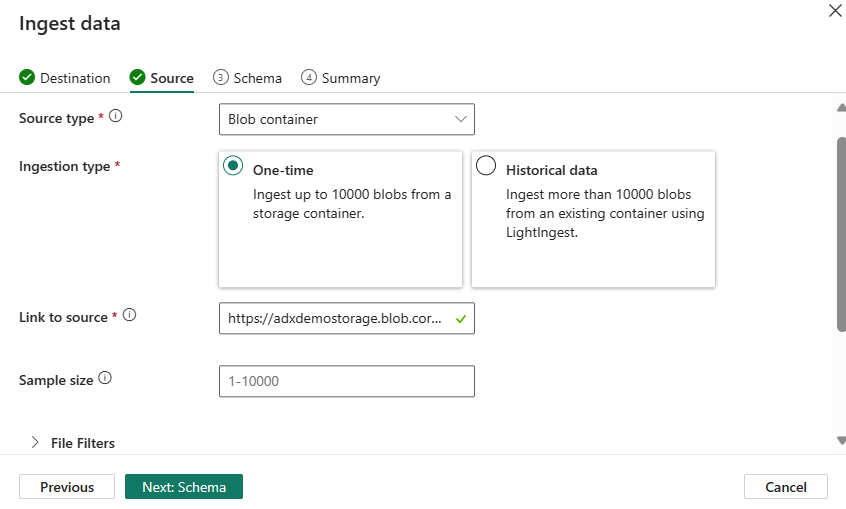 Ingest data
Destination
Source
3 Schema
4 Summary
Source type *
Blob container
Ingestion type *
One-time
Ingest up to 10000 blobs from a
storage container.
Historical data
Ingest more than 10000 blobs
from an existing container using
LightIngest.
Link to source *
https://adxdemostorage.blob.cor...
Sample size
1-10000
File Filters
Previous
Next: Schema
Cancel